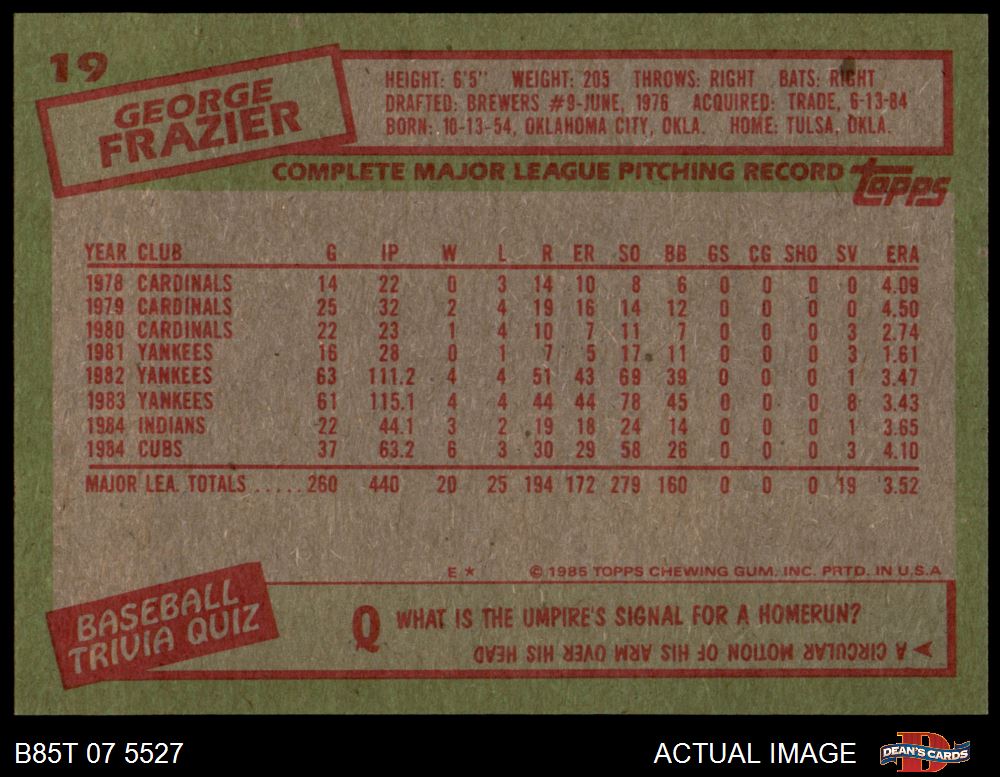 19
GEORGE
FRAZIER
HEIGHT: 6'5" WEIGHT: 205 THROWS: RIGHT BATS: RIGHT
DRAFTED: BREWERS #9-JUNE, 1976 ACQUIRED: TRADE, 6-13-84
BORN: 10-13-54, OKLAHOMA CITY, OKLA. HOME: TULSA, OKLA.
COMPLETE MAJOR LEAGUE PITCHING RECORD
Topps
YEAR CLUB G IP W L R ER SO BB GS CG SHO SV ERA
1978 CARDINALS 14 22 0 3 14 10 8 6 0 0 0 0 4.09
1979 CARDINALS 25 32 2 4 19 16 14 12 0 0 0 0 4.50
1980 CARDINALS 22 23 1 4 10 7 11 7 0 0 0 3 2.74
1981 YANKEES 16 28 0 1 7 5 17 11 0 0 0 3 1.61
1982 YANKEES 63 111.2 4 4 51 43 69 39 0 0 0 1 3.47
1983 YANKEES 61 115.1 4 4 44 44 78 45 0 0 0 8 3.43
1984 INDIANS 22 44.1 3 2 19 18 24 14 0 0 0 1 3.65
1984 CUBS 37 63.2 6 3 30 29 58 26 0 0 0 3 4.10
MAJOR LEA. TOTALS ...... 260 440 20 25 194 172 279 160 0 0 0 19 3.52
E * © 1985 TOPPS CHEWING GUM, INC. PRTD. IN U.S.A
BASEBALL
TRIVIA QUIZ
Q WHAT IS THE UMPIRE'S SIGNAL FOR A HOMERUN?
A CIRCULAR MOTION OF HIS ARM OVER HIS HEAD
B85T 07 5527
ACTUAL IMAGE
D
DEAN'S CARDS